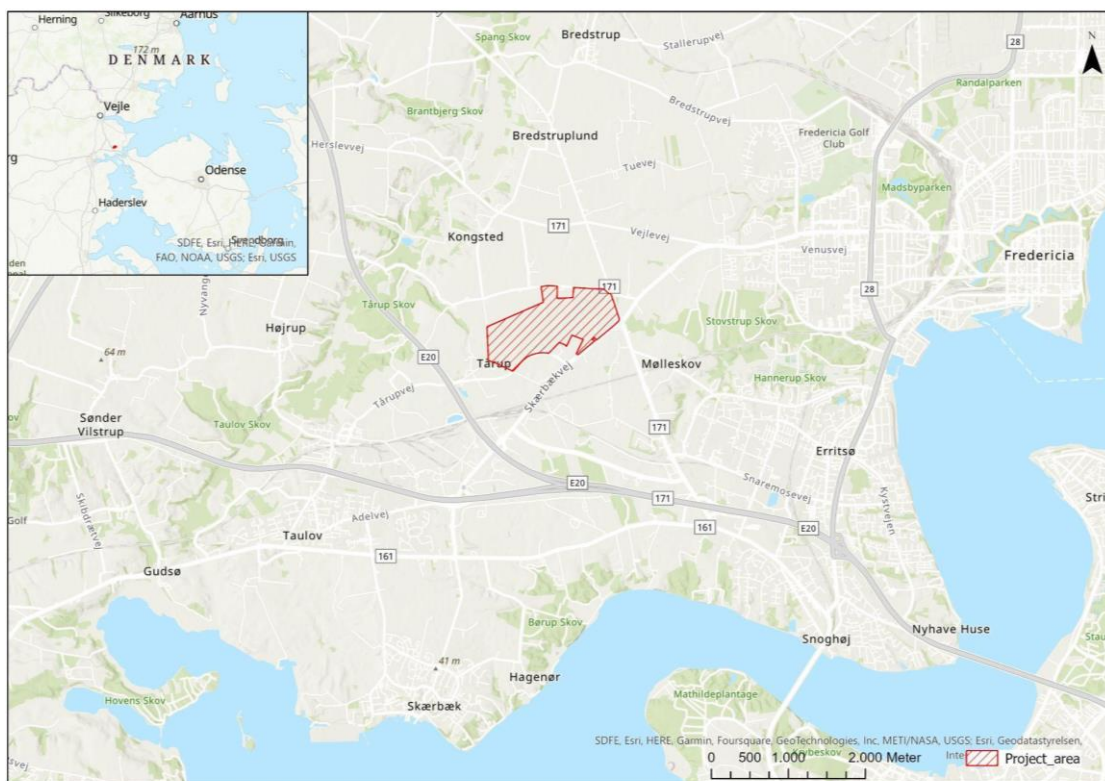 Herning
Silkeborg
Aarhus
172 m
DENMARK
Vejle
Odense
Haderslev
Svendborg
SDFE, Esri, HERE, Garmin,
FAO, NOAA, USGS; Esri, USGS
N
Spang Skov
Bredstrup
Stallerupvej
28
Randalparken
Brantbjerg Skov
Bredstrupvej
Bredstruplund
Fredericia Golf
Club
Herslevvej
Tuevej
Madsbyparken
171
Kongsted
Vejlevej
Venusvej
Fredericia
Nyvang
Tårup Skov
171
28
Højrup
Stovstrup Skov
64 m
E20
Tårup
Mølleskov
Hannerup Skov
Tårupvej
Skærbækvej
Sønder
Vilstrup
Taulov Skov
171
Erritsø
Snaremosevej
E20
Kystvejen
Skibdrætvej
171
Stri
Golf
Adelvej
161
E20
Taulov
161
Gudsø
Børup Skov
Nyhave Huse
Snoghøj
41 m
Hagenør
Hovens Skov
Skærbæk
Mathildeplantage
SDFE, Esri, HERE, Garmin, Foursquare, GeoTechnologies, Inc, METI/NASA, USGS; Esri, Geodatastyrelsen,
0 500 1.000 2.000 Meter
Project_area